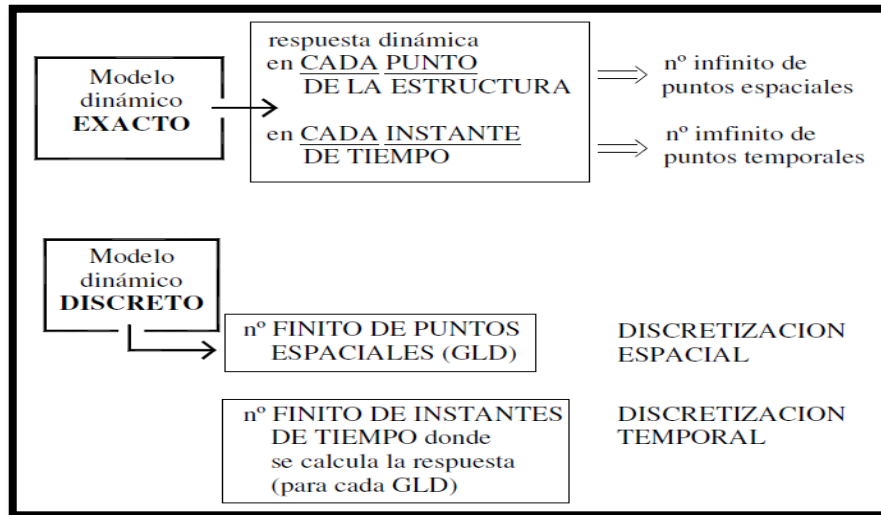 Modelo
dinámico
EXACTO
respuesta dinámica
en CADA PUNTO
DE LA ESTRUCTURA
nº infinito de
puntos espaciales
en CADA INSTANTE
DE TIEMPO
nº imfinito de
puntos temporales
Modelo
dinámico
DISCRETO
nº FINITO DE PUNTOS
ESPACIALES (GLD)
DISCRETIZACION
ESPACIAL
nº FINITO DE INSTANTES
DE TIEMPO donde
se calcula la respuesta
(para cada GLD)
DISCRETIZACION
TEMPORAL